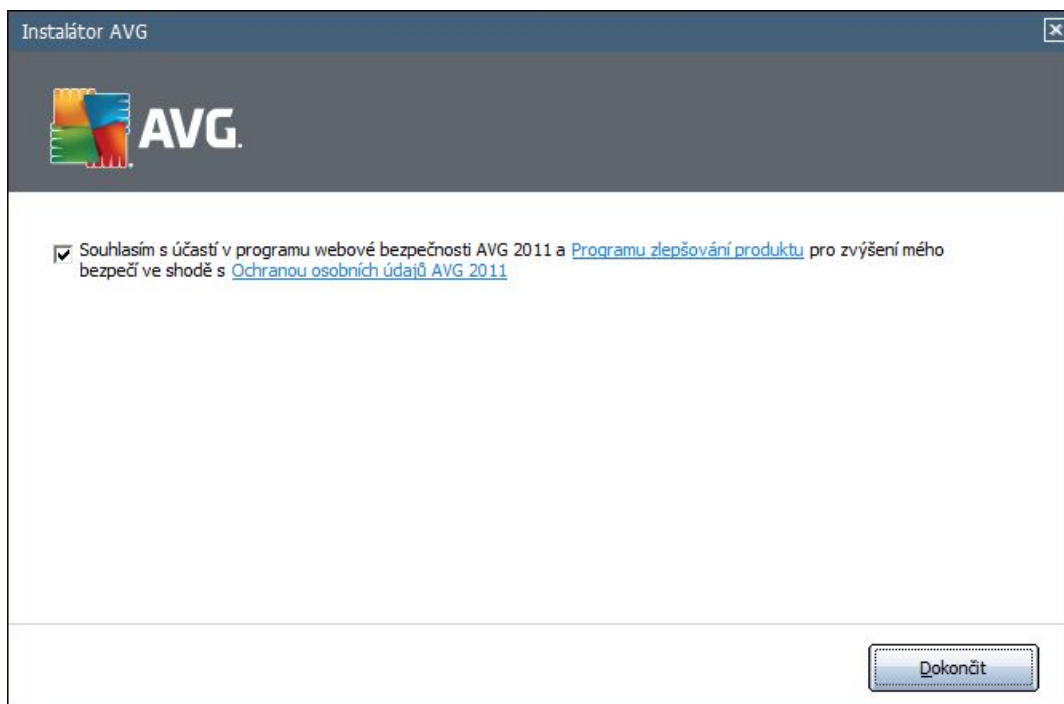 Instalátor AVG
AVG.
Souhlasím s účastí v programu webové bezpečnosti AVG 2011 a Programu zlepšování produktu pro zvýšení mého
bezpečí ve shodě s Ochranou osobních údajů AVG 2011
Dokončit